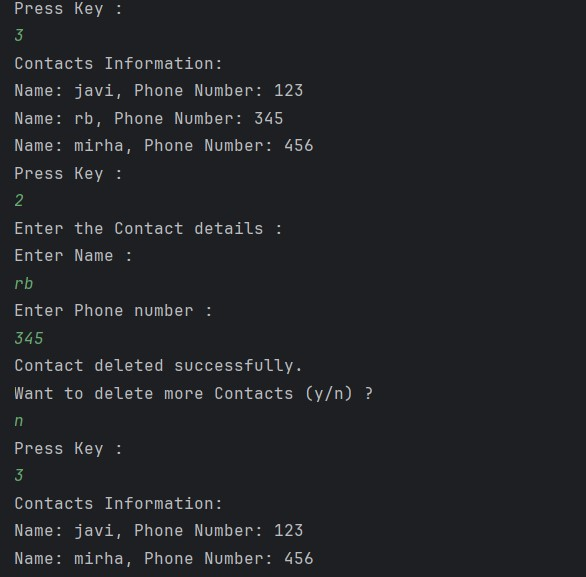 Press Key :
3
Contacts Information:
Name: javi, Phone Number: 123
Name: rb, Phone Number: 345
Name: mirha, Phone Number: 456
Press Key :
2
Enter the Contact details :
Enter Name :
rb
Enter Phone number :
345
Contact deleted successfully.
Want to delete more Contacts (y/n) ?
n
Press Key :
3
Contacts Information:
Name: javi, Phone Number: 123
Name: mirha, Phone Number: 456